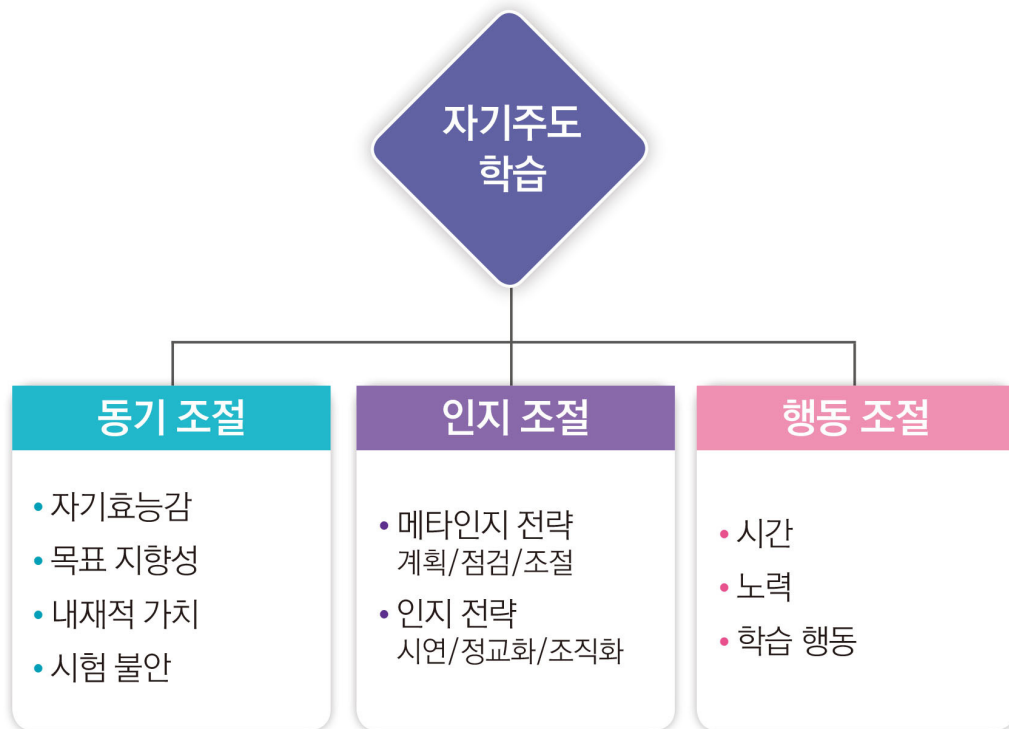 자기주도
학습
동기 조절
• 자기효능감
• 목표 지향성
• 내재적 가치
• 시험 불안
인지 조절
• 메타인지 전략
계획/점검/조절
• 인지 전략
시연/정교화/조직화
행동 조절
• 시간
• 노력
• 학습 행동